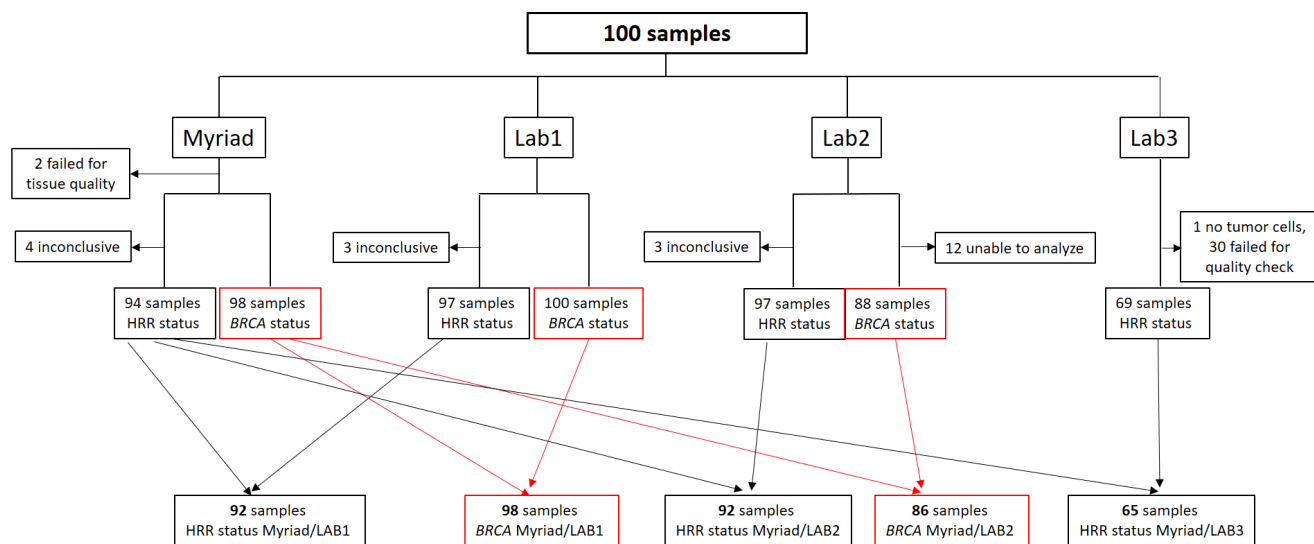 100 samples
Myriad
Lab1
Lab2
Lab3
2 failed for
tissue quality
4 inconclusive
3 inconclusive
3 inconclusive
12 unable to analyze
1 no tumor cells,
30 failed for
quality check
94 samples
HRR status
98 samples
BRCA status
97 samples
HRR status
100 samples
BRCA status
97 samples
HRR status
88 samples
BRCA status
69 samples
HRR status
92 samples
HRR status Myriad/LAB1
98 samples
BRCA Myriad/LAB1
92 samples
HRR status Myriad/LAB2
86 samples
BRCA Myriad/LAB2
65 samples
HRR status Myriad/LAB3